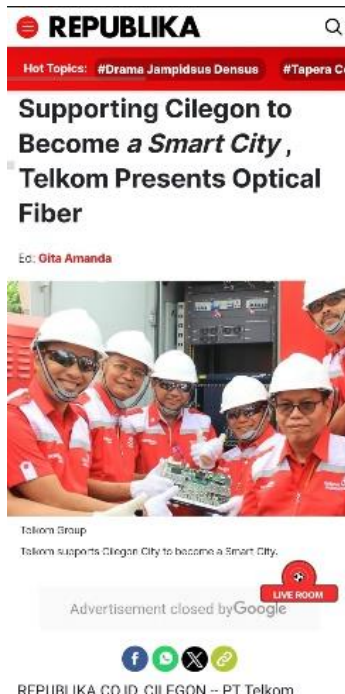 REPUBLIKA
Hot Topics: #Drama Jampidsus Densus #Tapera C
Supporting Cilegon to
Become a Smart City ,
Telkom Presents Optical
Fiber
Ed: Gita Amanda
Telkom Group
Telkom supports Cilegon City to become a Smart City.
LIVE ROOM
Advertisement closed by Google
REPUBLIKA.CO.ID, CILEGON -- PT Telkom